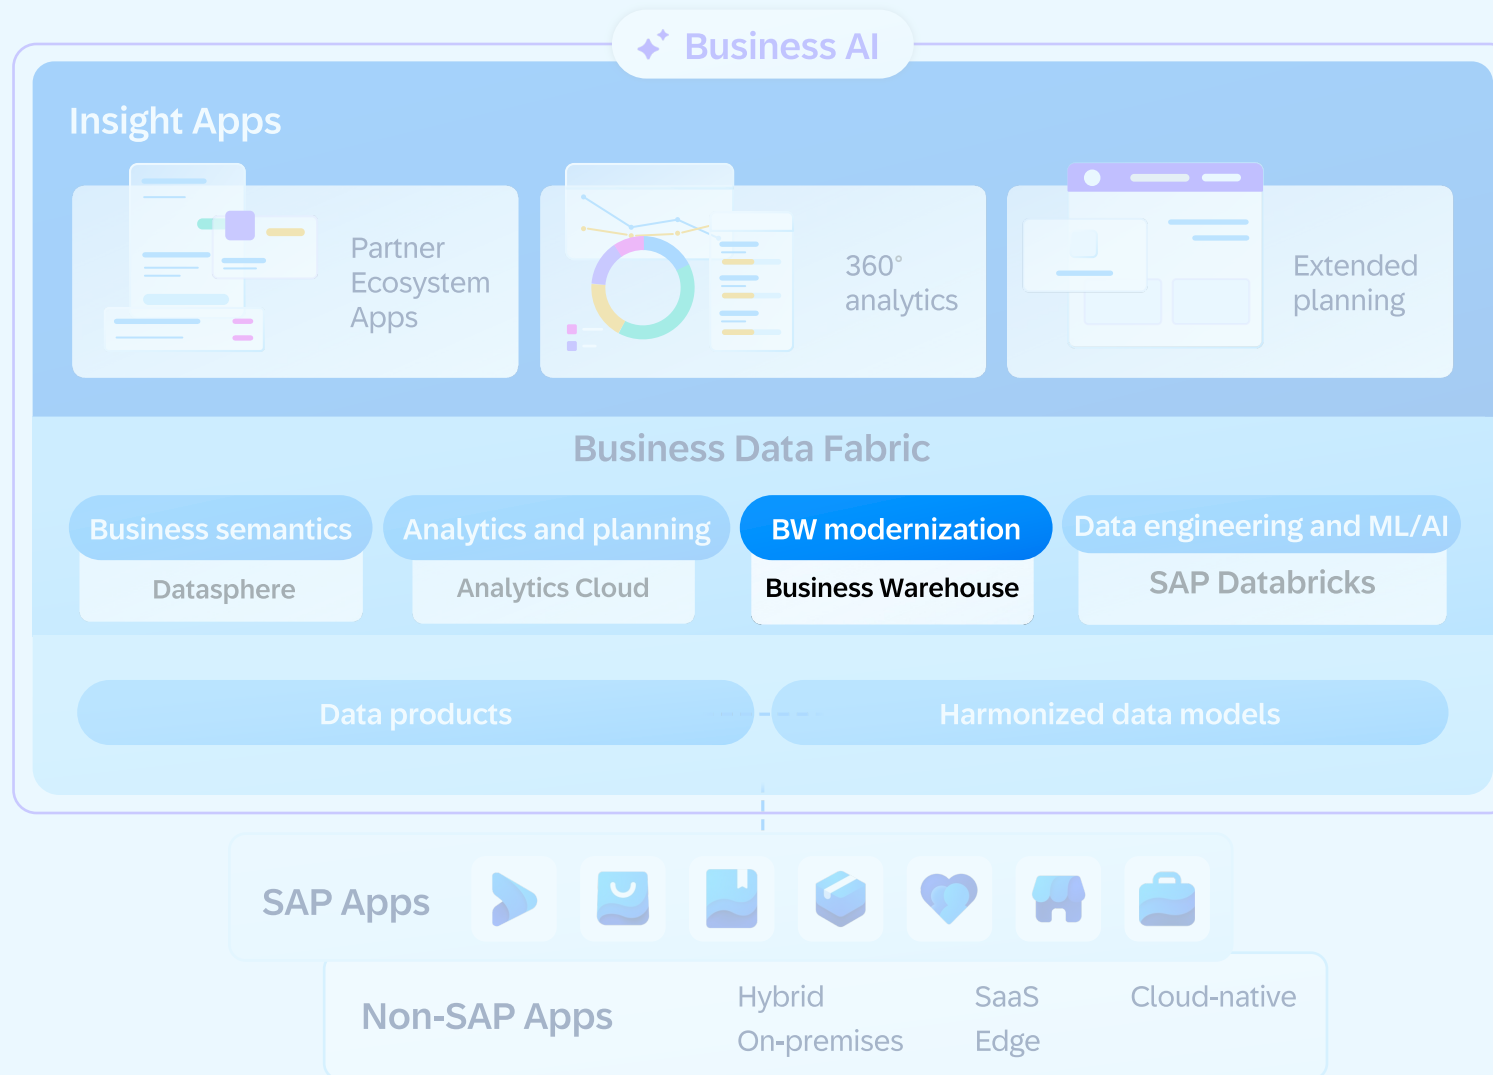 Business AI
Insight Apps
Partner
Ecosystem
Apps
360°
analytics
Extended
planning
Business Data Fabric
Business semantics
Analytics and planning
BW modernization
Data engineering and ML/AI
Datasphere
Analytics Cloud
Business Warehouse
SAP Databricks
Data products
Harmonized data models
SAP Apps
Non-SAP Apps
Hybrid
SaaS
Cloud-native
On-premises
Edge